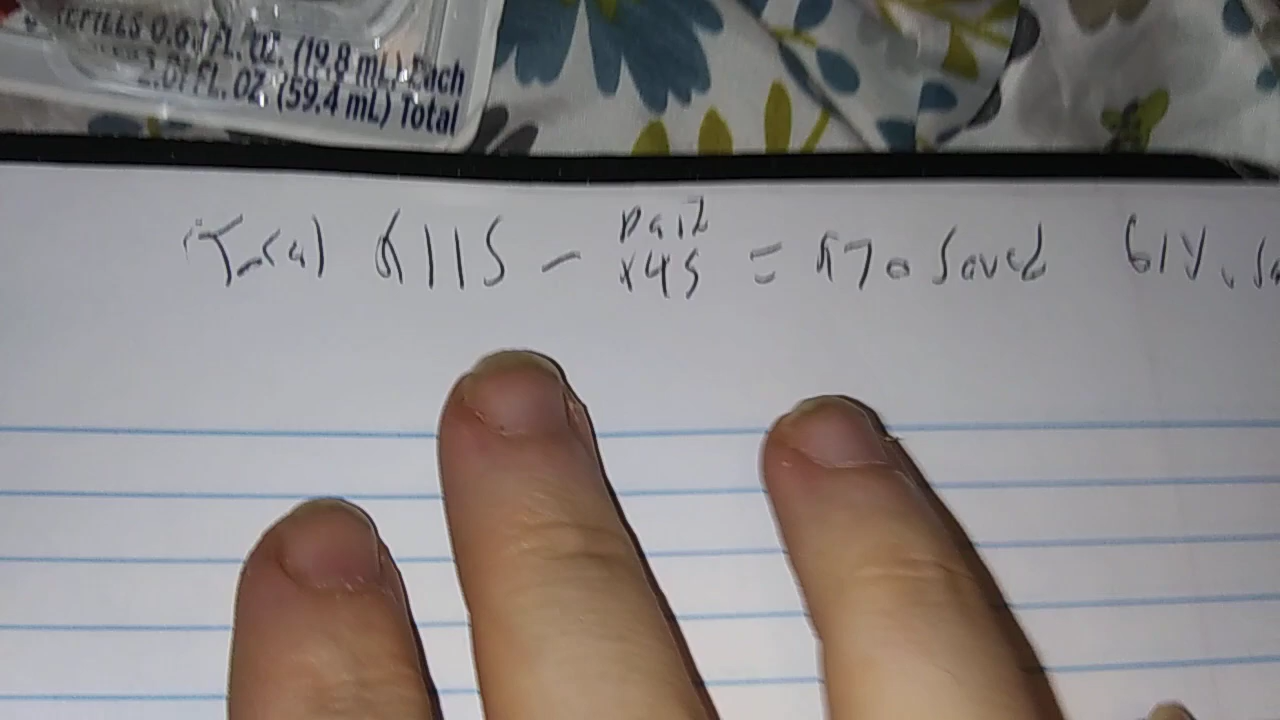 REFILLS 0.67 FL. OZ. (19.8 mL) Each
2.01 FL. OZ. (59.4 mL) Total
Total $115 - Paid $45 = $70 saved 61%